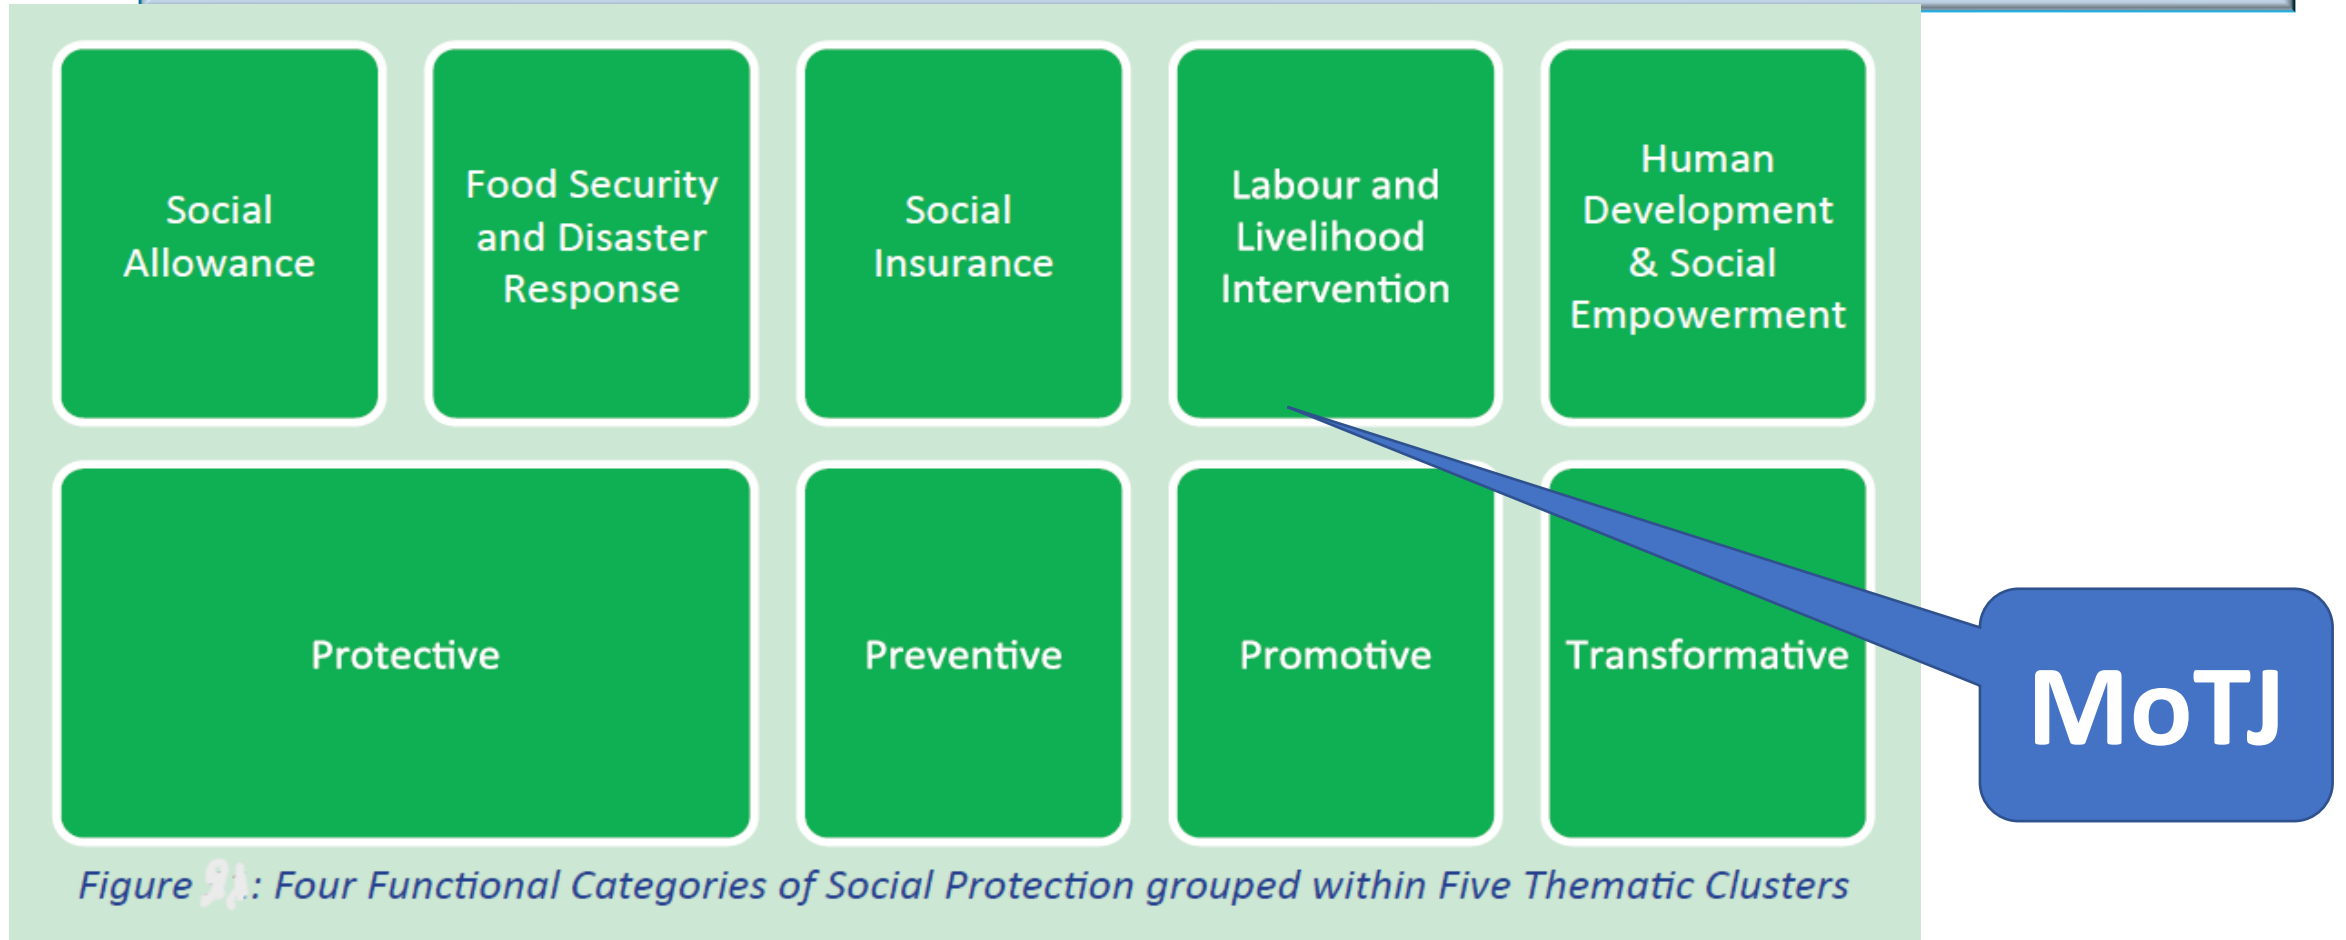 Social
Allowance
Food Security
and Disaster
Response
Social
Insurance
Labour and
Livelihood
Intervention
Human
Development
& Social
Empowerment
Protective
Preventive
Promotive
Transformative
MoTJ
Figure : Four Functional Categories of Social Protection grouped within Five Thematic Clusters